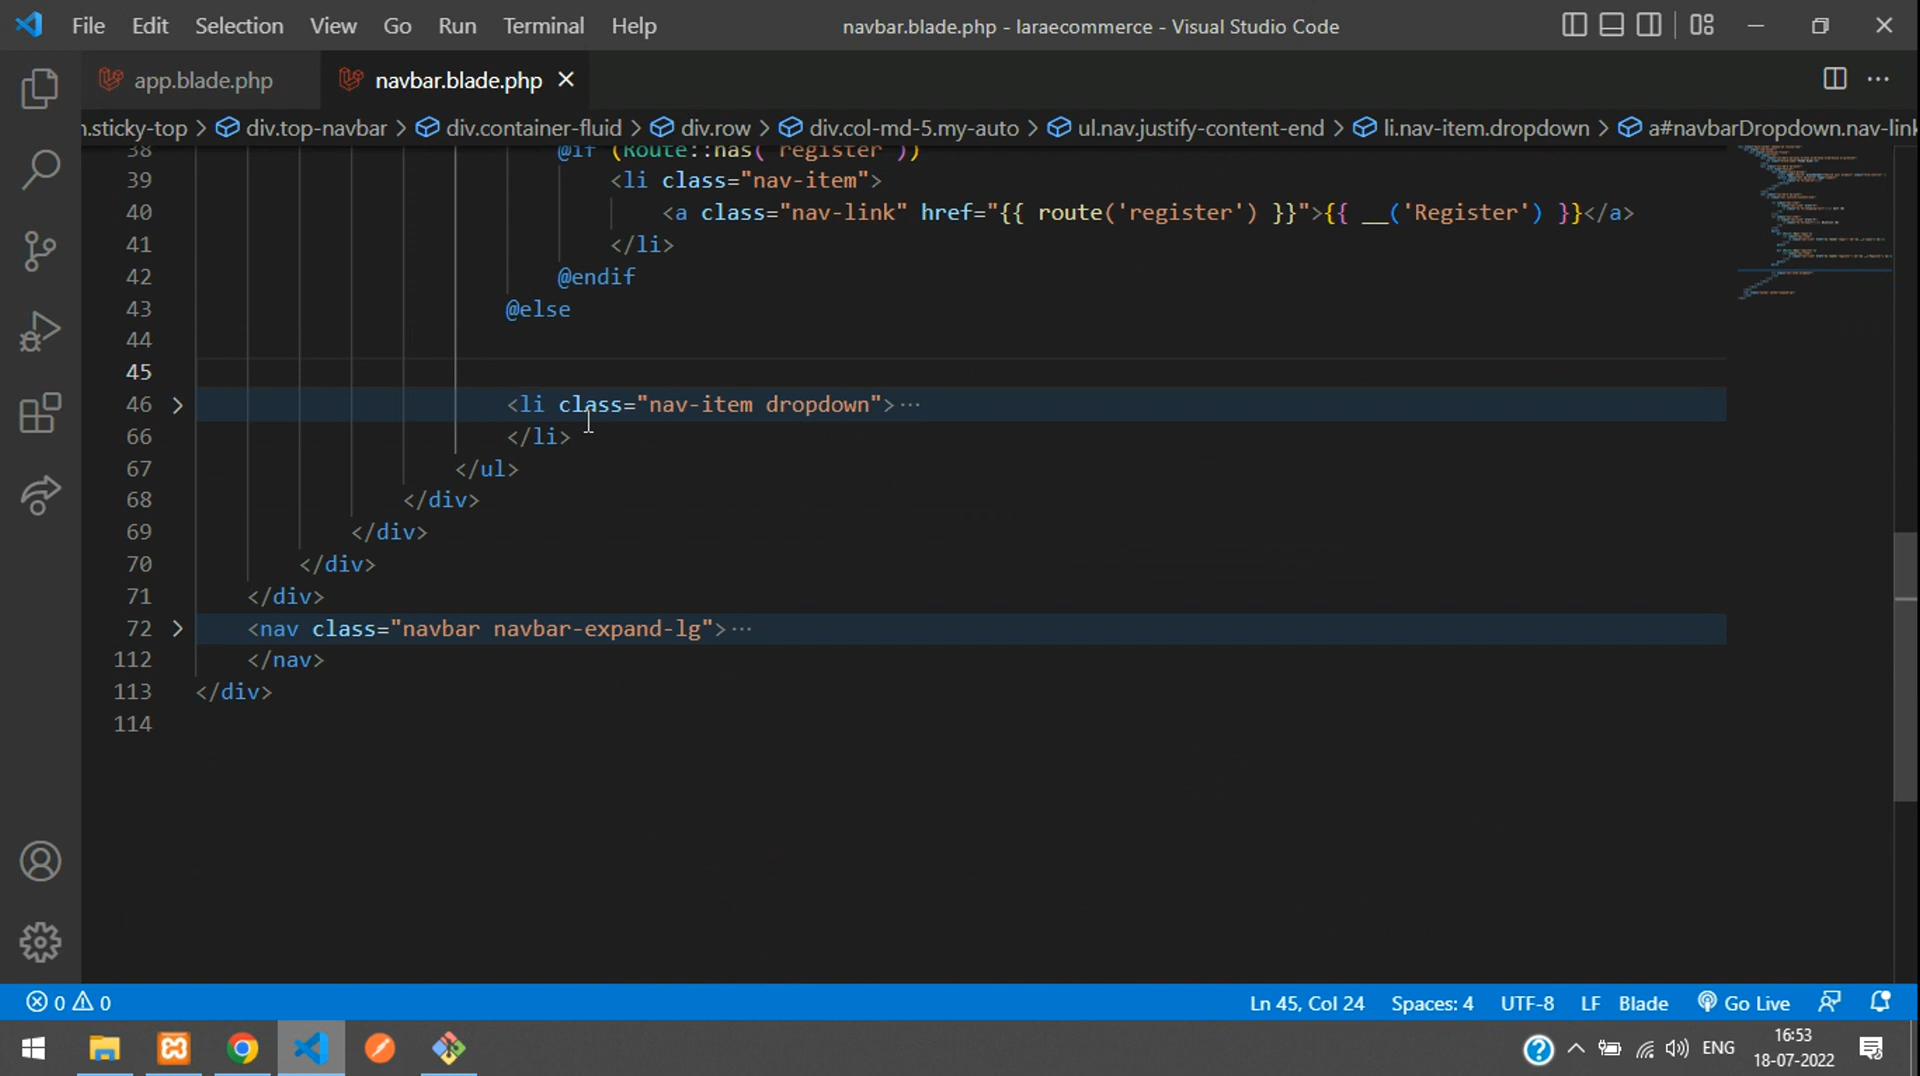 File Edit Selection View Go Run Terminal Help navbar.blade.php - laraecommerce - Visual Studio Code
app.blade.php navbar.blade.php
n.sticky-top > div.top-navbar > div.container-fluid > div.row > div.col-md-5.my-auto > ul.nav.justify-content-end > li.nav-item.dropdown > a#navbarDropdown.nav-link
38 @if (Route::has('register'))
39 <li class="nav-item">
40 <a class="nav-link" href="{{ route('register') }}">{{ __('Register') }}</a>
41 </li>
42 @endif
43 @else
44
45
46 <li class="nav-item dropdown">...
66 </li>
67 </ul>
68 </div>
69 </div>
70 </div>
71 </div>
72 <nav class="navbar navbar-expand-lg">...
112 </nav>
113 </div>
114
0 0 Ln 45, Col 24 Spaces: 4 UTF-8 LF Blade Go Live
ENG 16:53
18-07-2022